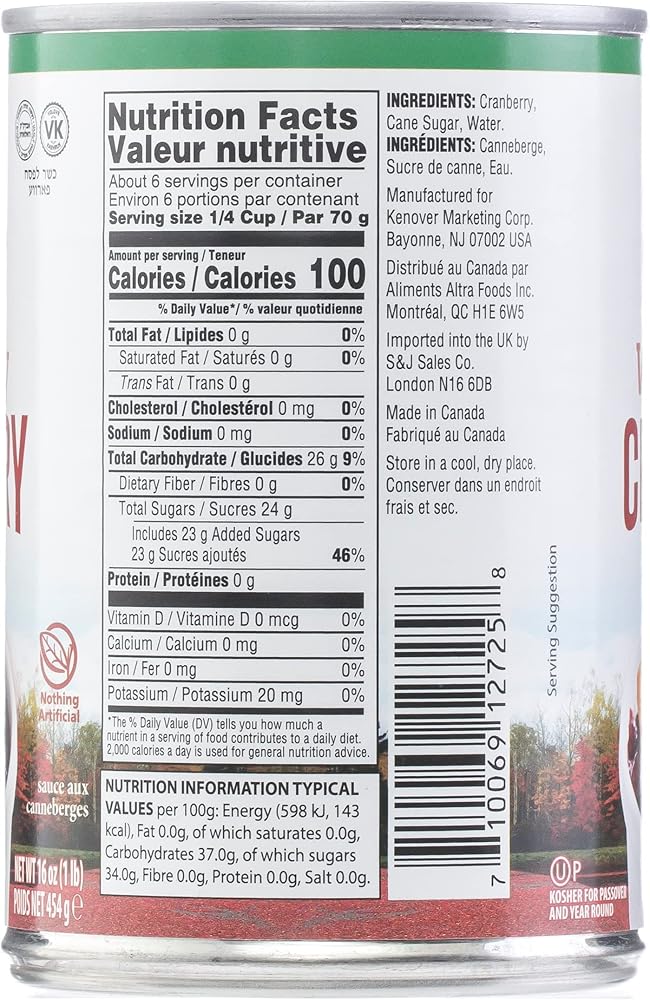 VK
כשר לפסח
פארווע
RY
Nothing
Artificial
sauce aux
canneberges
NET WT 16 oz (1 lb)
POIDS NET 454 g e
Nutrition Facts
Valeur nutritive
About 6 servings per container
Environ 6 portions par contenant
Serving size 1/4 Cup / Par 70 g
Amount per serving / Teneur
Calories / Calories 100
% Daily Value*/ % valeur quotidienne
Total Fat / Lipides 0 g 0%
Saturated Fat / Saturés 0 g 0%
Trans Fat / Trans 0 g
Cholesterol / Cholestérol 0 mg 0%
Sodium / Sodium 0 mg 0%
Total Carbohydrate / Glucides 26 g 9%
Dietary Fiber / Fibres 0 g 0%
Total Sugars / Sucres 24 g
Includes 23 g Added Sugars
23 g Sucres ajoutés 46%
Protein / Protéines 0 g
Vitamin D / Vitamine D 0 mcg 0%
Calcium / Calcium 0 mg 0%
Iron / Fer 0 mg 0%
Potassium / Potassium 20 mg 0%
*The % Daily Value (DV) tells you how much a
nutrient in a serving of food contributes to a daily diet.
2,000 calories a day is used for general nutrition advice.
NUTRITION INFORMATION TYPICAL
VALUES per 100g: Energy (598 kJ, 143
kcal), Fat 0.0g, of which saturates 0.0g,
Carbohydrates 37.0g, of which sugars
34.0g, Fibre 0.0g, Protein 0.0g, Salt 0.0g.
INGREDIENTS: Cranberry,
Cane Sugar, Water.
INGRÉDIENTS: Canneberge,
Sucre de canne, Eau.
Manufactured for
Kenover Marketing Corp.
Bayonne, NJ 07002 USA
Distribué au Canada par
Aliments Altra Foods Inc.
Montréal, QC H1E 6W5
Imported into the UK by
S&J Sales Co.
London N16 6DB
Made in Canada
Fabriqué au Canada
Store in a cool, dry place.
Conserver dans un endroit
frais et sec.
7 10069 12725 8
Serving Suggestion
U P
KOSHER FOR PASSOVER
AND YEAR ROUND